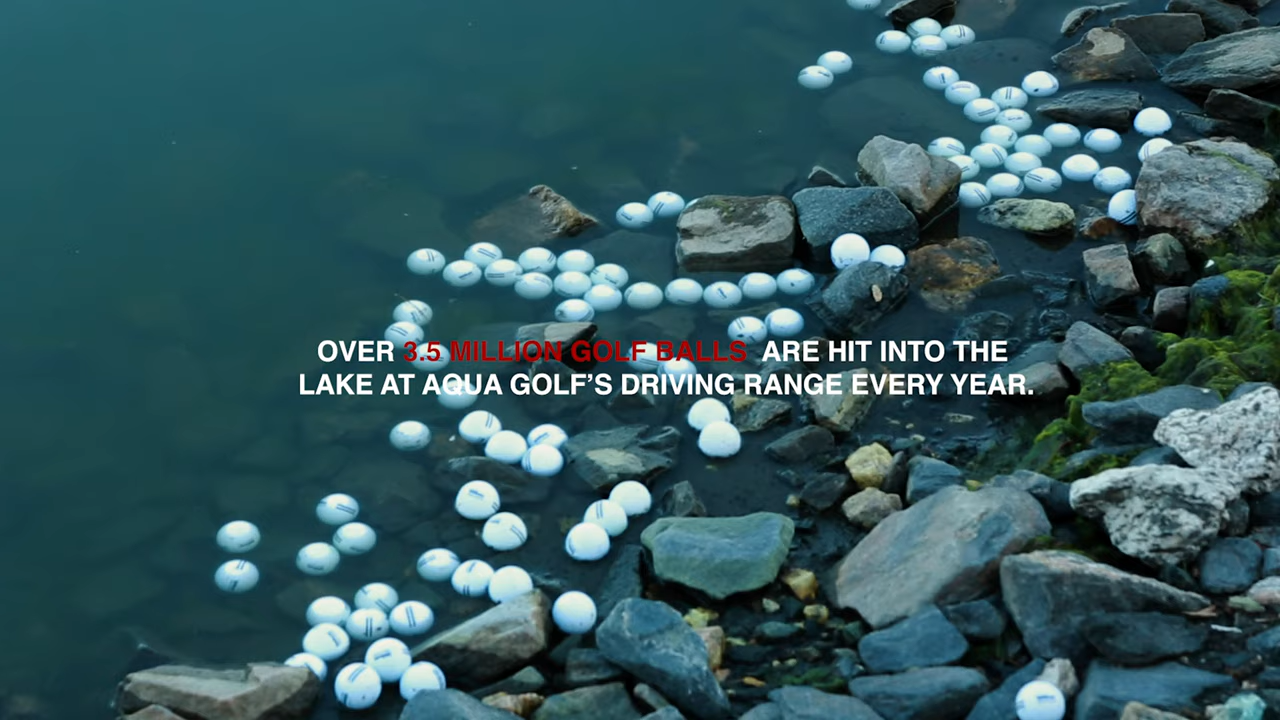 OVER 3.5 MILLION GOLF BALLS ARE HIT INTO THE
LAKE AT AQUA GOLF’S DRIVING RANGE EVERY YEAR.